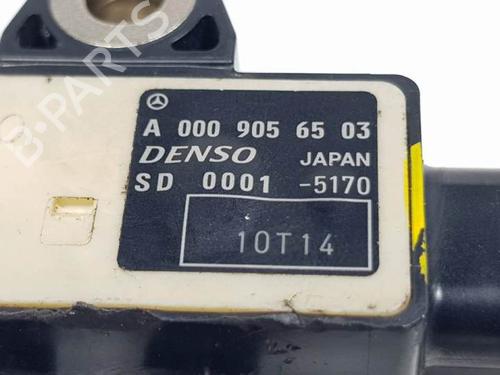 A 000 905 65 03
DENSO JAPAN
SD 0001 -5170
10T14
B-PARTS